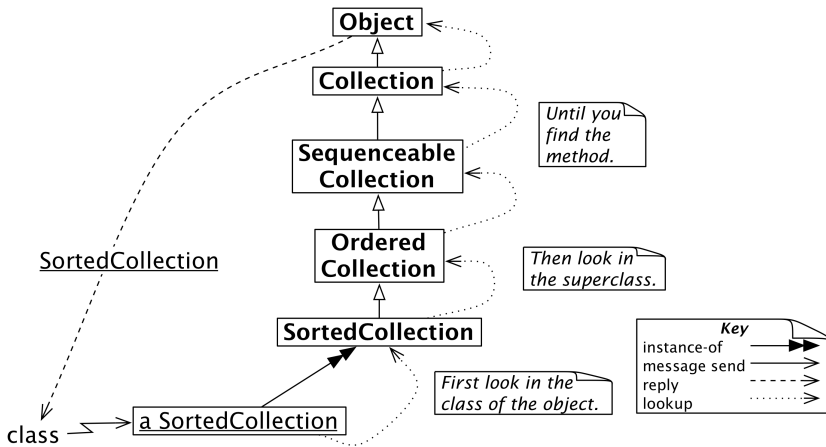 Object
Collection
Until you
find the
method.
Sequenceable
Collection
Ordered
Collection
SortedCollection
Then look in
the superclass.
SortedCollection
Key
instance-of
message send
reply
lookup
First look in the
class of the object.
a SortedCollection
class